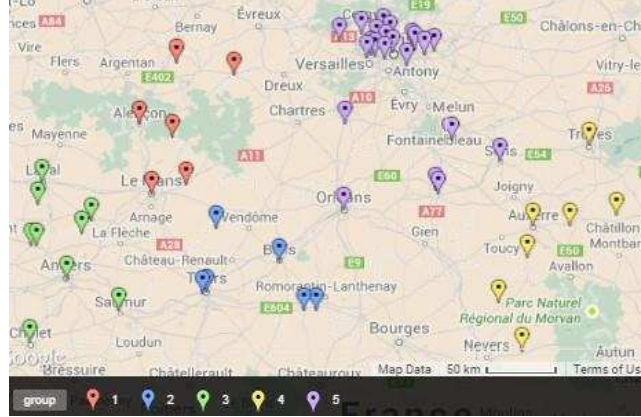 Évreux
E19
E50
A84
Bernay
Châlons-en-Ch
Vire
A13
Flers
Argentan
Versailles
Antony
Vitry-le
E402
Dreux
A10
Évry
Melun
A26
Alençon
Chartres
Mayenne
Fontainebleau
Sens
Troyes
E54
A11
Laval
Le Mans
E60
Joigny
Orléans
Arnage
Vendôme
A77
Auxerre
La Flèche
Gien
Châtillon
A28
Toucy
E60
Montbar
Château-Renault
Blois
E9
Avallon
Angers
Tours
Romorantin-Lanthenay
Saumur
E604
Parc Naturel
Régional du Morvan
Bourges
Cholet
Loudun
Nevers
Autun
Google
Bressuire
Châtellerault
Châteauroux
Map Data
50 km
Terms of Us
group
1
2
3
4
5
France